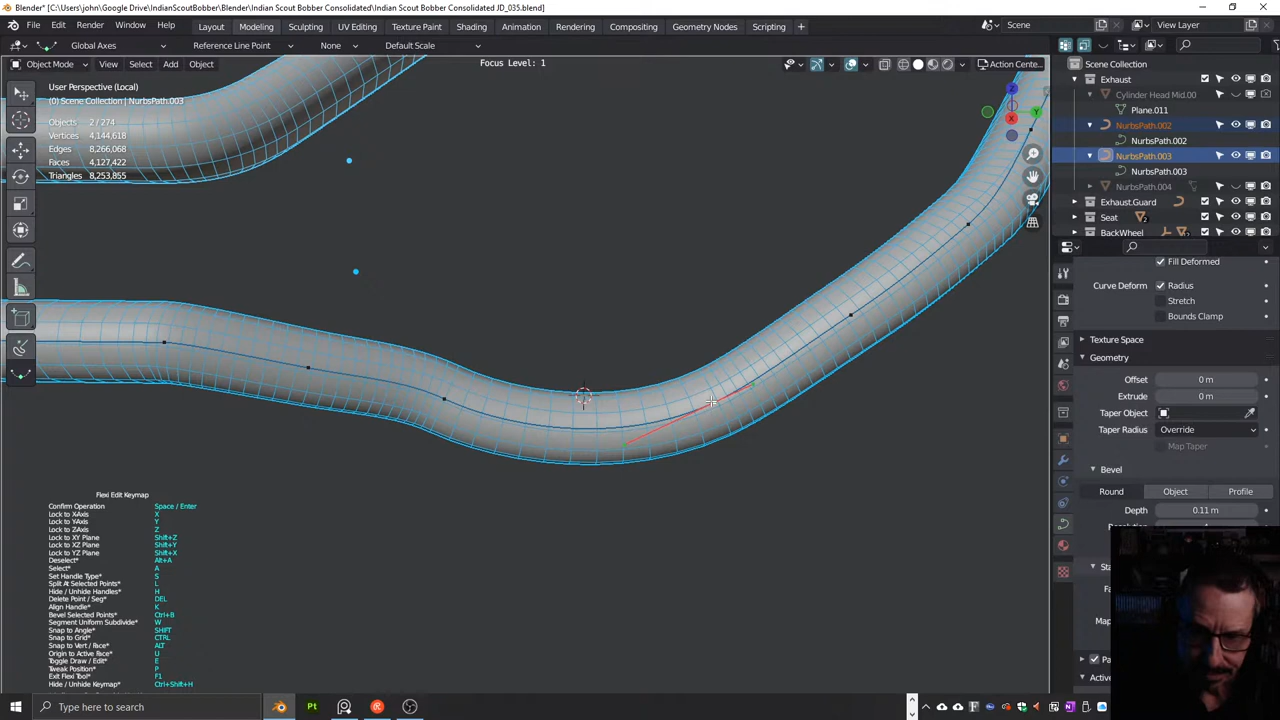 Blender* [C:\Users\john\Google Drive\IndianScoutBobber\Blender\Indian Scout Bobber Consolidated\Indian Scout Bobber Consolidated JD_035.blend]
File Edit Render Window Help Layout Modeling Sculpting UV Editing Texture Paint Shading Animation Rendering Compositing Geometry Nodes Scripting + Scene View Layer
Global Axes Reference Line Point None Default Scale
Object Mode View Select Add Object Focus Level: 1 Action Cente...
Scene Collection
User Perspective (Local)
(0) Scene Collection | NurbsPath.003
Objects 2 / 274
Vertices 4,144,618
Edges 8,266,068
Faces 4,127,422
Triangles 8,253,855
Z
Y
X
Exhaust
Cylinder Head Mid.00
Plane.011
NurbsPath.002
NurbsPath.002
NurbsPath.003
NurbsPath.003
NurbsPath.004
Exhaust.Guard
Seat
BackWheel
Fill Deformed
Curve Deform Radius
Stretch
Bounds Clamp
Texture Space
Geometry
Offset 0 m
Extrude 0 m
Taper Object
Taper Radius Override
Map Taper
Bevel
Round Object Profile
Depth 0.11 m
Flexi Edit Keymap
Confirm Operation Space / Enter
Lock to X-Axis X
Lock to Y-Axis Y
Lock to Z-Axis Z
Lock to XY Plane Shift+Z
Lock to XZ Plane Shift+Y
Lock to YZ Plane Shift+X
Deselect* Alt+A
Select* A
Set Handle Type* S
Split At Selected Points* L
Hide / Unhide Handles* H
Delete Point / Seg* DEL
Align Handle* K
Bevel Selected Points* Ctrl+B
Segment Uniform Subdivide* W
Snap to Angle* SHIFT
Snap to Grid* CTRL
Snap to Vert / Face* ALT
Origin to Active Face* U
Toggle Draw / Edit* E
Tweak Position* P
Exit Flexi Tool* F1
Hide / Unhide Keymap* Ctrl+Shift+H
Type here to search
Pt